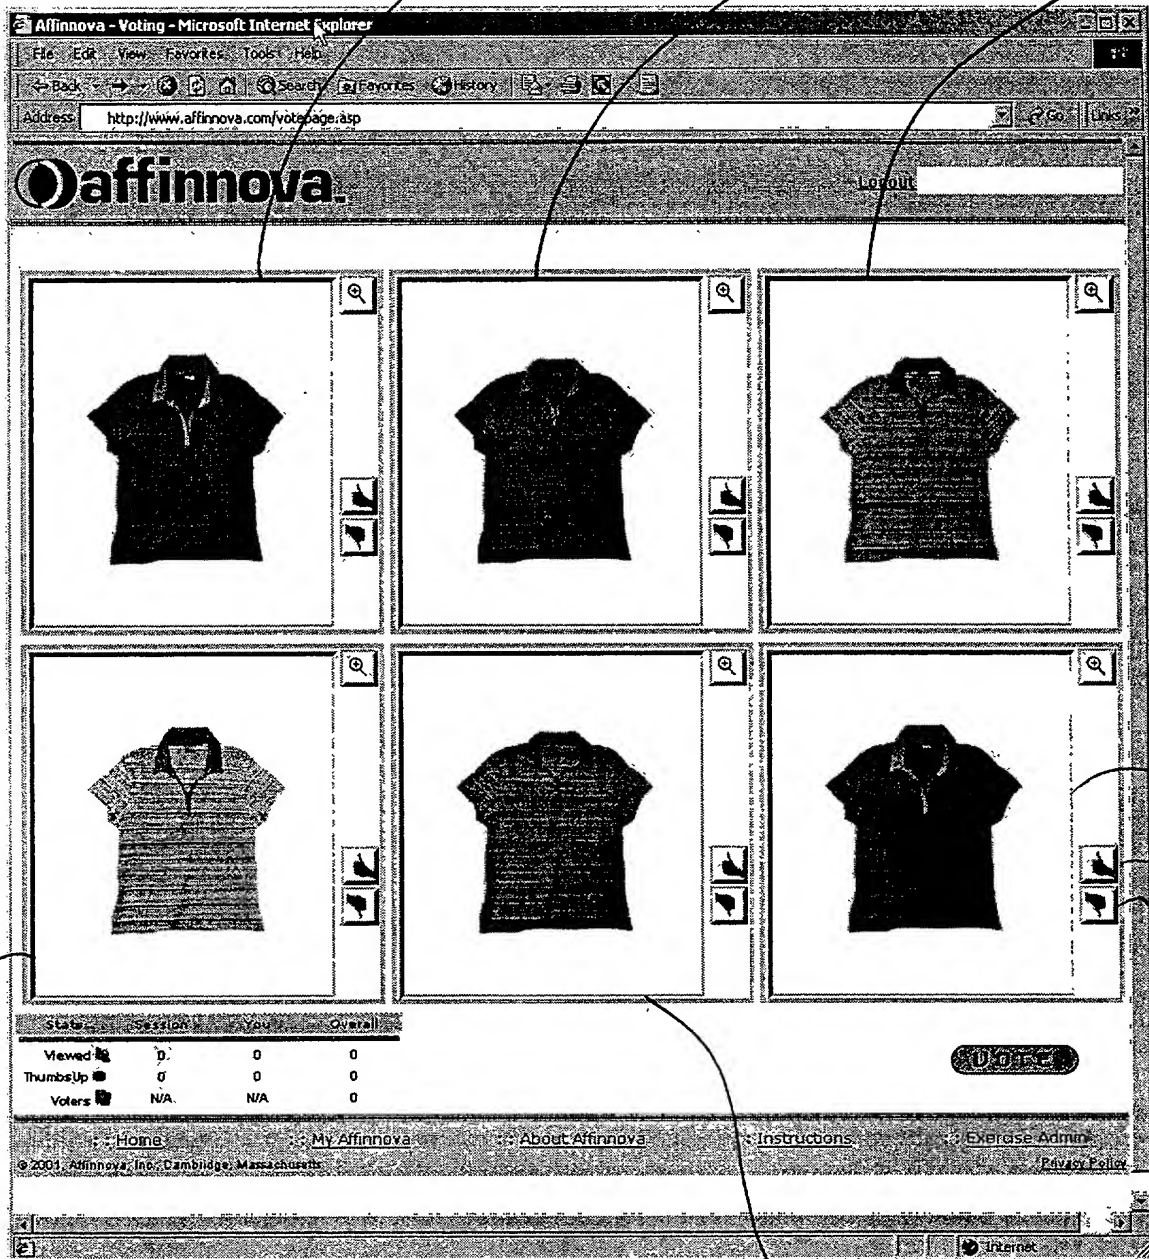 Affinnova - Voting - Microsoft Internet Explorer
File Edit View Favorites Tools Help
Back Search Favorites History
Address http://www.affinnova.com/votepage.asp Go Links
affinnova.
Logout
Stats Session You Overall
Viewed 0 0 0
ThumbsUp 0 0 0
Voters N/A N/A 0
VOTE
:: Home :: My Affinnova :: About Affinnova :: Instructions :: Exercise Admin
© 2001, Affinnova, Inc., Cambridge, Massachusetts Privacy Policy
Internet